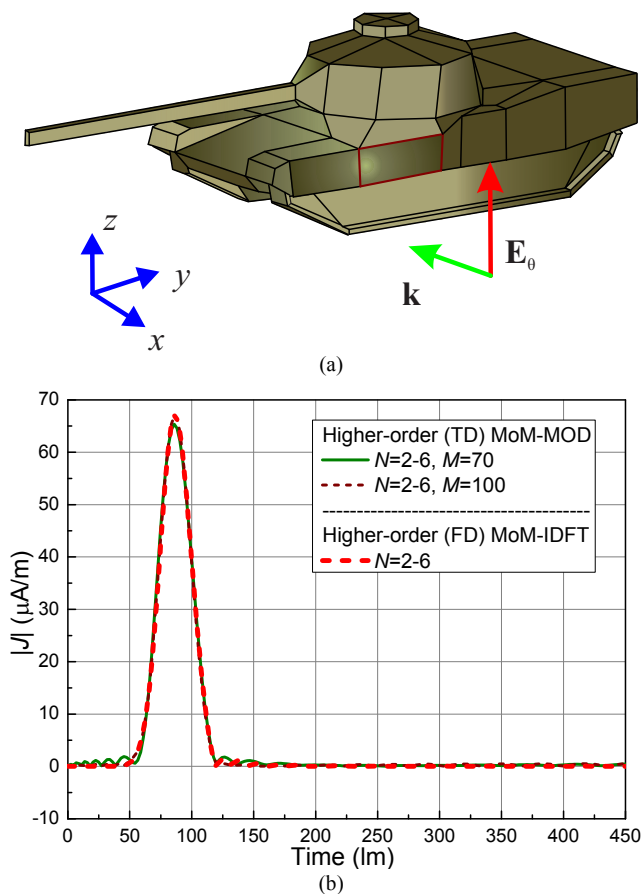 z
y
x
k
Eθ
(a)
70
60
50
40
30
20
10
0
-10
|J| (μA/m)
Higher-order (TD) MoM-MOD
N=2-6, M=70
N=2-6, M=100
Higher-order (FD) MoM-IDFT
N=2-6
0 50 100 150 200 250 300 350 400 450
Time (lm)
(b)